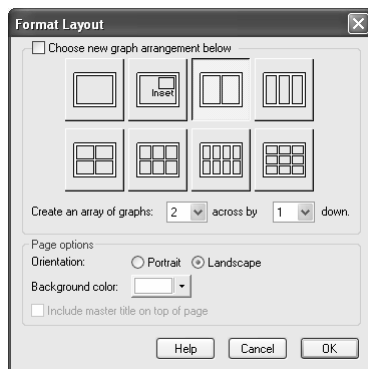 Format Layout
Choose new graph arrangement below
Inset
Create an array of graphs: 2 across by 1 down.
Page options
Orientation: Portrait Landscape
Background color:
Include master title on top of page
Help Cancel OK